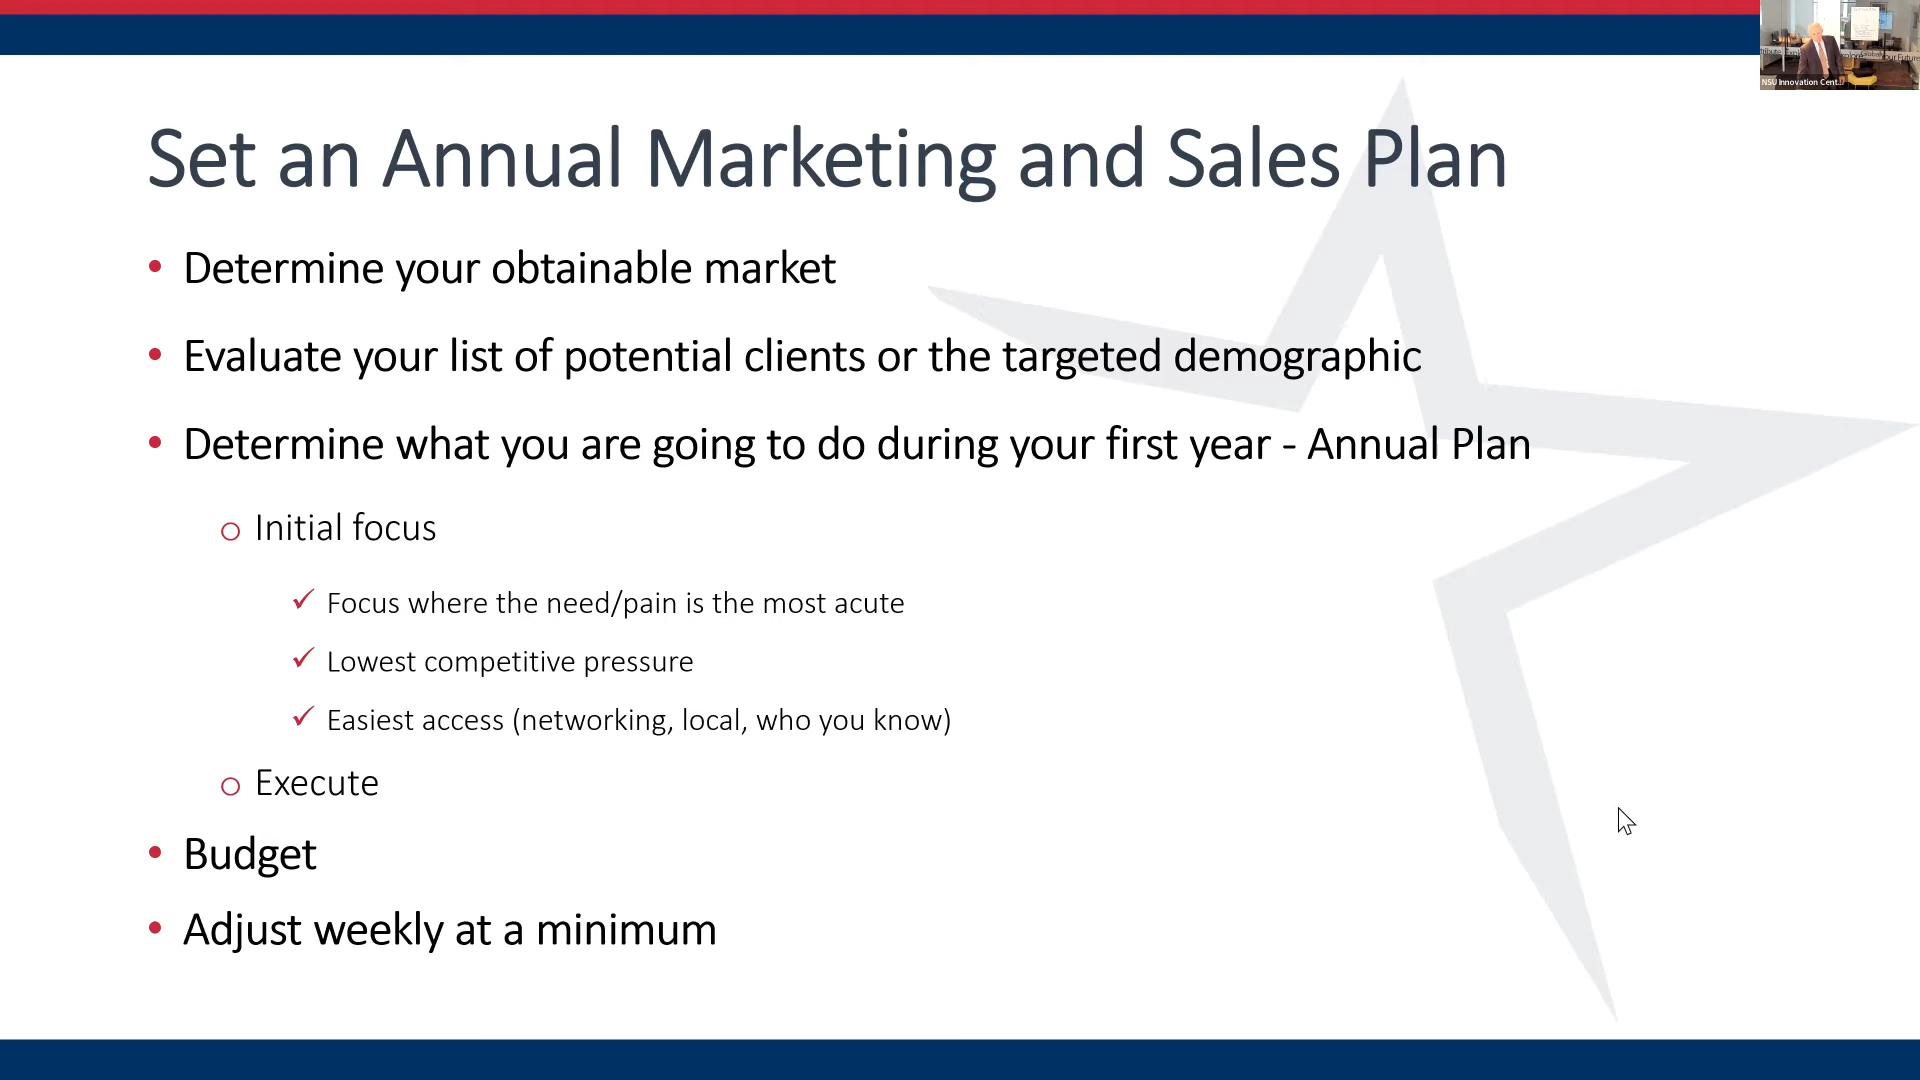 Set an Annual Marketing and Sales Plan
• Determine your obtainable market
• Evaluate your list of potential clients or the targeted demographic
• Determine what you are going to do during your first year - Annual Plan
o Initial focus
✓ Focus where the need/pain is the most acute
✓ Lowest competitive pressure
✓ Easiest access (networking, local, who you know)
o Execute
• Budget
• Adjust weekly at a minimum
NSU Innovation Cent...